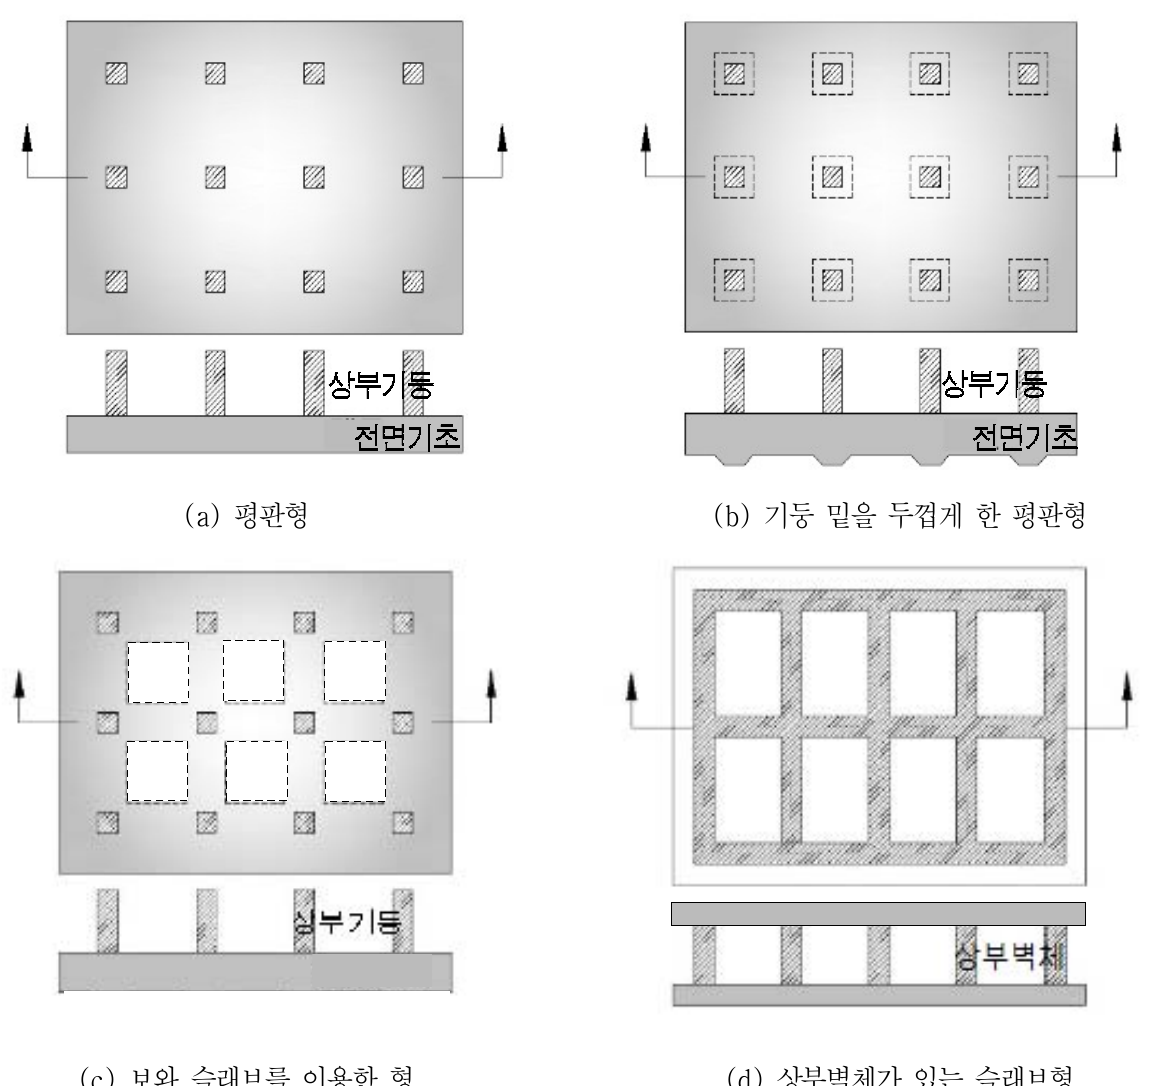 상부기둥
전면기초
상부기둥
전면기초
(a) 평판형
(b) 기둥 밑을 두껍게 한 평판형
상부기둥
상부벽체
(c) 보와 슬래브를 이용한 형
(d) 상부벽체가 있는 슬래브형